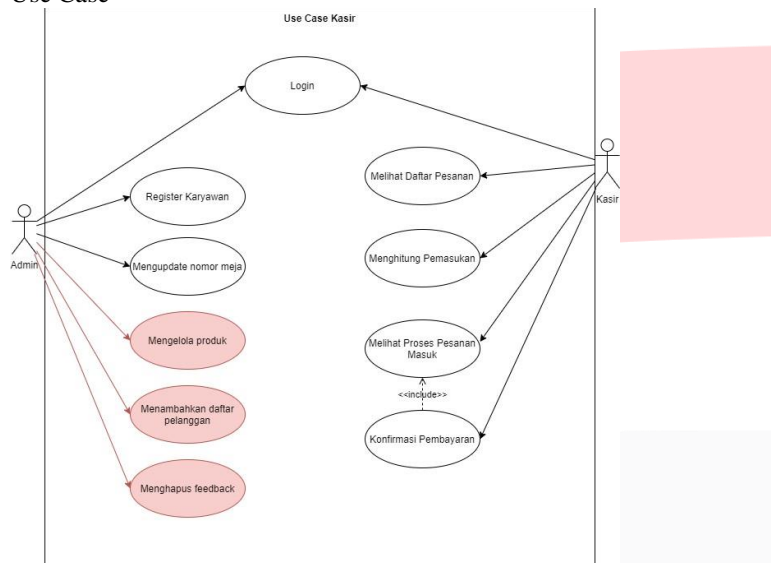 Use Case
Use Case Kasir
Login
Melihat Daftar Pesanan
Kasir
Register Karyawan
Menghitung Pemasukan
Mengupdate nomor meja
Admin
Mengelola produk
Melihat Proses Pesanan
Masuk
<<include>>
Menambahkan daftar
pelanggan
Konfirmasi Pembayaran
Menghapus feedback